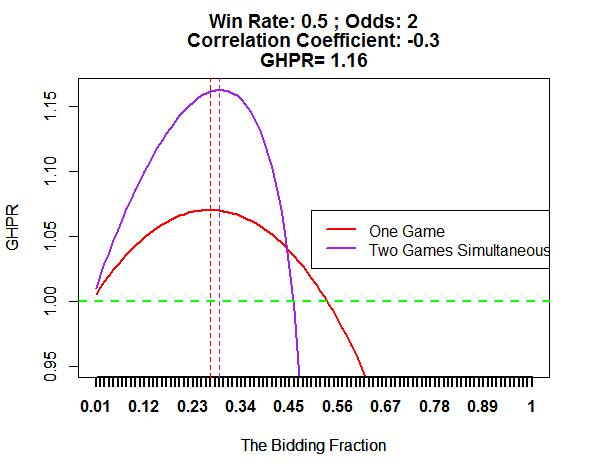 Win Rate: 0.5 ; Odds: 2
Correlation Coefficient: -0.3
GHPR= 1.16
GHPR
1.15
1.10
1.05
1.00
0.95
One Game
Two Games Simultaneous
0.01 0.12 0.23 0.34 0.45 0.56 0.67 0.78 0.89 1
The Bidding Fraction